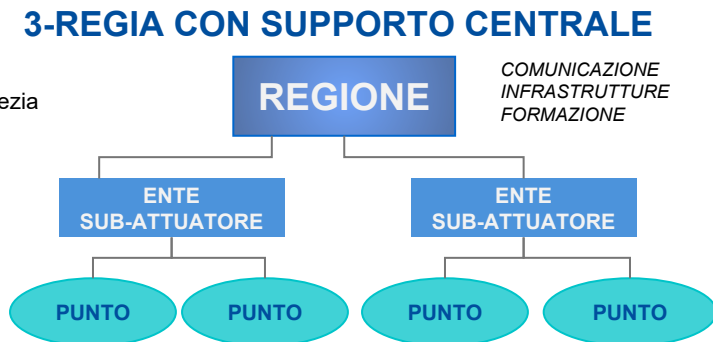 3-REGIA CON SUPPORTO CENTRALE
REGIONE
COMUNICAZIONE
INFRASTRUTTURE
FORMAZIONE
ezia
ENTE
SUB-ATTUATORE
ENTE
SUB-ATTUATORE
PUNTO
PUNTO
PUNTO
PUNTO